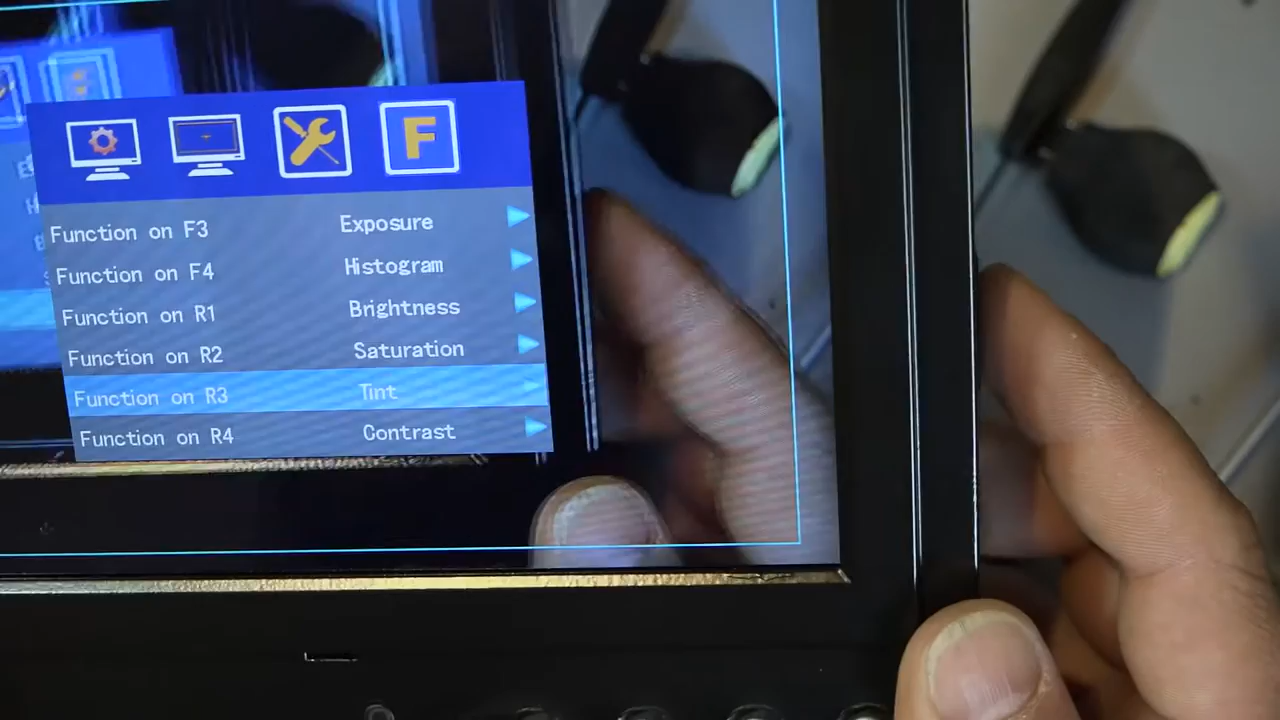 F
Function on F3 Exposure
Function on F4 Histogram
Function on R1 Brightness
Function on R2 Saturation
Function on R3 Tint
Function on R4 Contrast